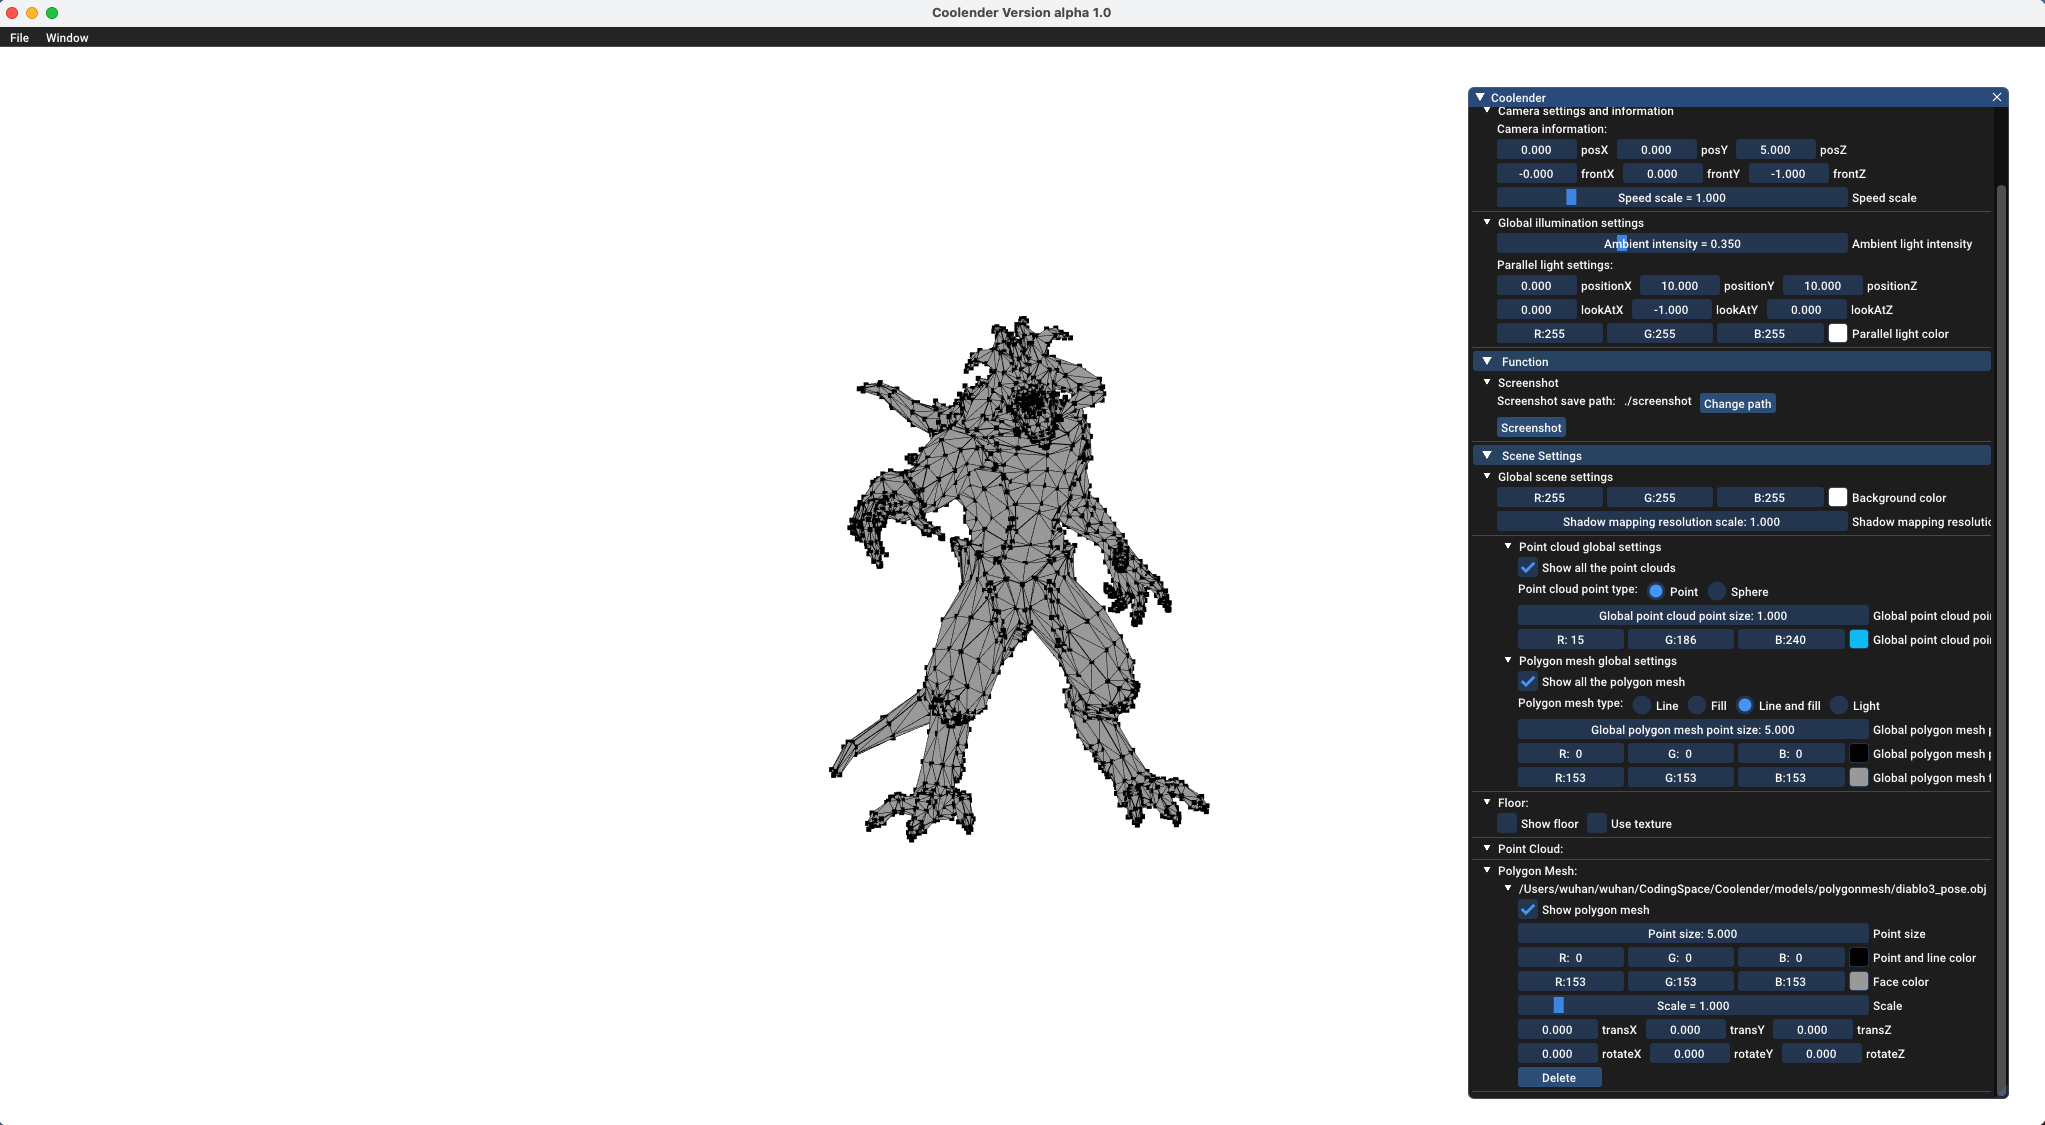 Coolender Version alpha 1.0
File Window
Coolender
Camera settings and information
Camera information:
0.000 posX 0.000 posY 5.000 posZ
-0.000 frontX 0.000 frontY -1.000 frontZ
Speed scale = 1.000 Speed scale
Global illumination settings
Ambient intensity = 0.350 Ambient light intensity
Parallel light settings:
0.000 positionX 10.000 positionY 10.000 positionZ
0.000 lookAtX -1.000 lookAtY 0.000 lookAtZ
R:255 G:255 B:255 Parallel light color
Function
Screenshot
Screenshot save path: ./screenshot Change path
Screenshot
Scene Settings
Global scene settings
R:255 G:255 B:255 Background color
Shadow mapping resolution scale: 1.000 Shadow mapping resolutic
Point cloud global settings
Show all the point clouds
Point cloud point type: Point Sphere
Global point cloud point size: 1.000 Global point cloud poi
R: 15 G:186 B:240 Global point cloud poi
Polygon mesh global settings
Show all the polygon mesh
Polygon mesh type: Line Fill Line and fill Light
Global polygon mesh point size: 5.000 Global polygon mesh p
R: 0 G: 0 B: 0 Global polygon mesh p
R:153 G:153 B:153 Global polygon mesh f
Floor:
Show floor Use texture
Point Cloud:
Polygon Mesh:
/Users/wuhan/wuhan/CodingSpace/Coolender/models/polygonmesh/diablo3_pose.obj
Show polygon mesh
Point size: 5.000 Point size
R: 0 G: 0 B: 0 Point and line color
R:153 G:153 B:153 Face color
Scale = 1.000 Scale
0.000 transX 0.000 transY 0.000 transZ
0.000 rotateX 0.000 rotateY 0.000 rotateZ
Delete